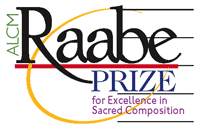 ALCM
Raabe
PRIZE
for Excellence in
Sacred Composition